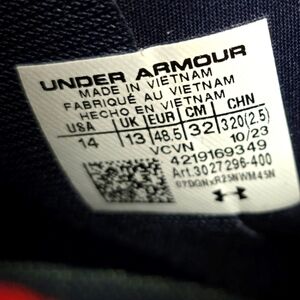 UNDER ARMOUR
MADE IN VIETNAM
FABRIQUÉ AU VIETNAM
HECHO EN VIETNAM
USA UK EUR CM CHN
14 13 48.5 32 320(2.5)
VCVN 10/23
4219169349
Art.3027296-400